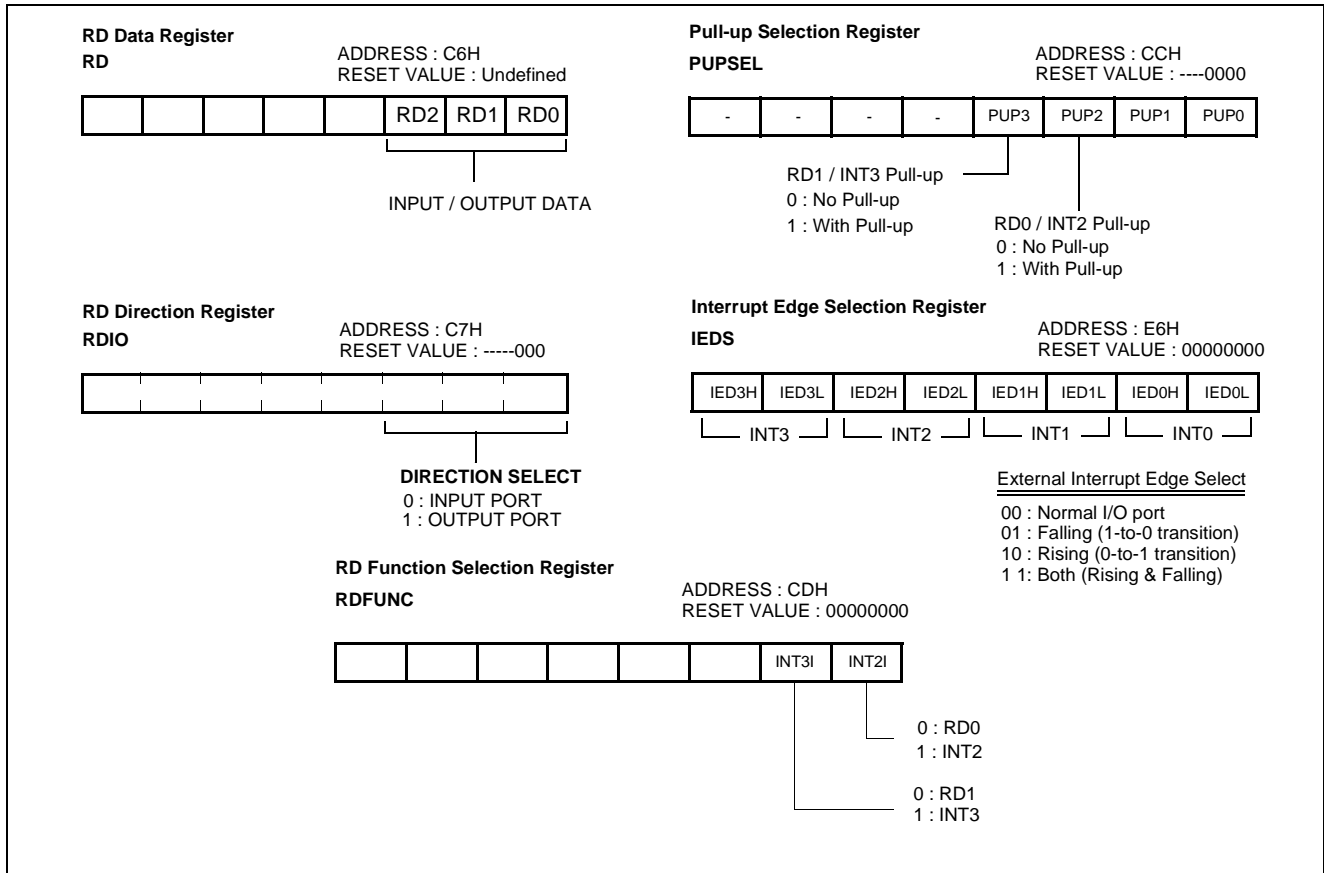 RD Data Register
RD
ADDRESS : C6H
RESET VALUE : Undefined
RD2 RD1 RD0
INPUT / OUTPUT DATA
Pull-up Selection Register
PUPSEL
ADDRESS : CCH
RESET VALUE : ----0000
- - - - PUP3 PUP2 PUP1 PUP0
RD1 / INT3 Pull-up
0 : No Pull-up
1 : With Pull-up
RD0 / INT2 Pull-up
0 : No Pull-up
1 : With Pull-up
RD Direction Register
RDIO
ADDRESS : C7H
RESET VALUE : -----000
DIRECTION SELECT
0 : INPUT PORT
1 : OUTPUT PORT
Interrupt Edge Selection Register
IEDS
ADDRESS : E6H
RESET VALUE : 00000000
IED3H IED3L IED2H IED2L IED1H IED1L IED0H IED0L
INT3 INT2 INT1 INT0
External Interrupt Edge Select
00 : Normal I/O port
01 : Falling (1-to-0 transition)
10 : Rising (0-to-1 transition)
1 1: Both (Rising & Falling)
RD Function Selection Register
RDFUNC
ADDRESS : CDH
RESET VALUE : 00000000
INT3I INT2I
0 : RD0
1 : INT2
0 : RD1
1 : INT3